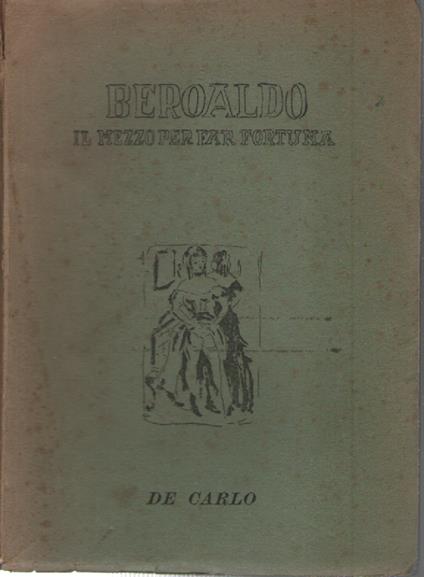 BEROALDO
IL MEZZO PER FAR FORTUNA
DE CARLO